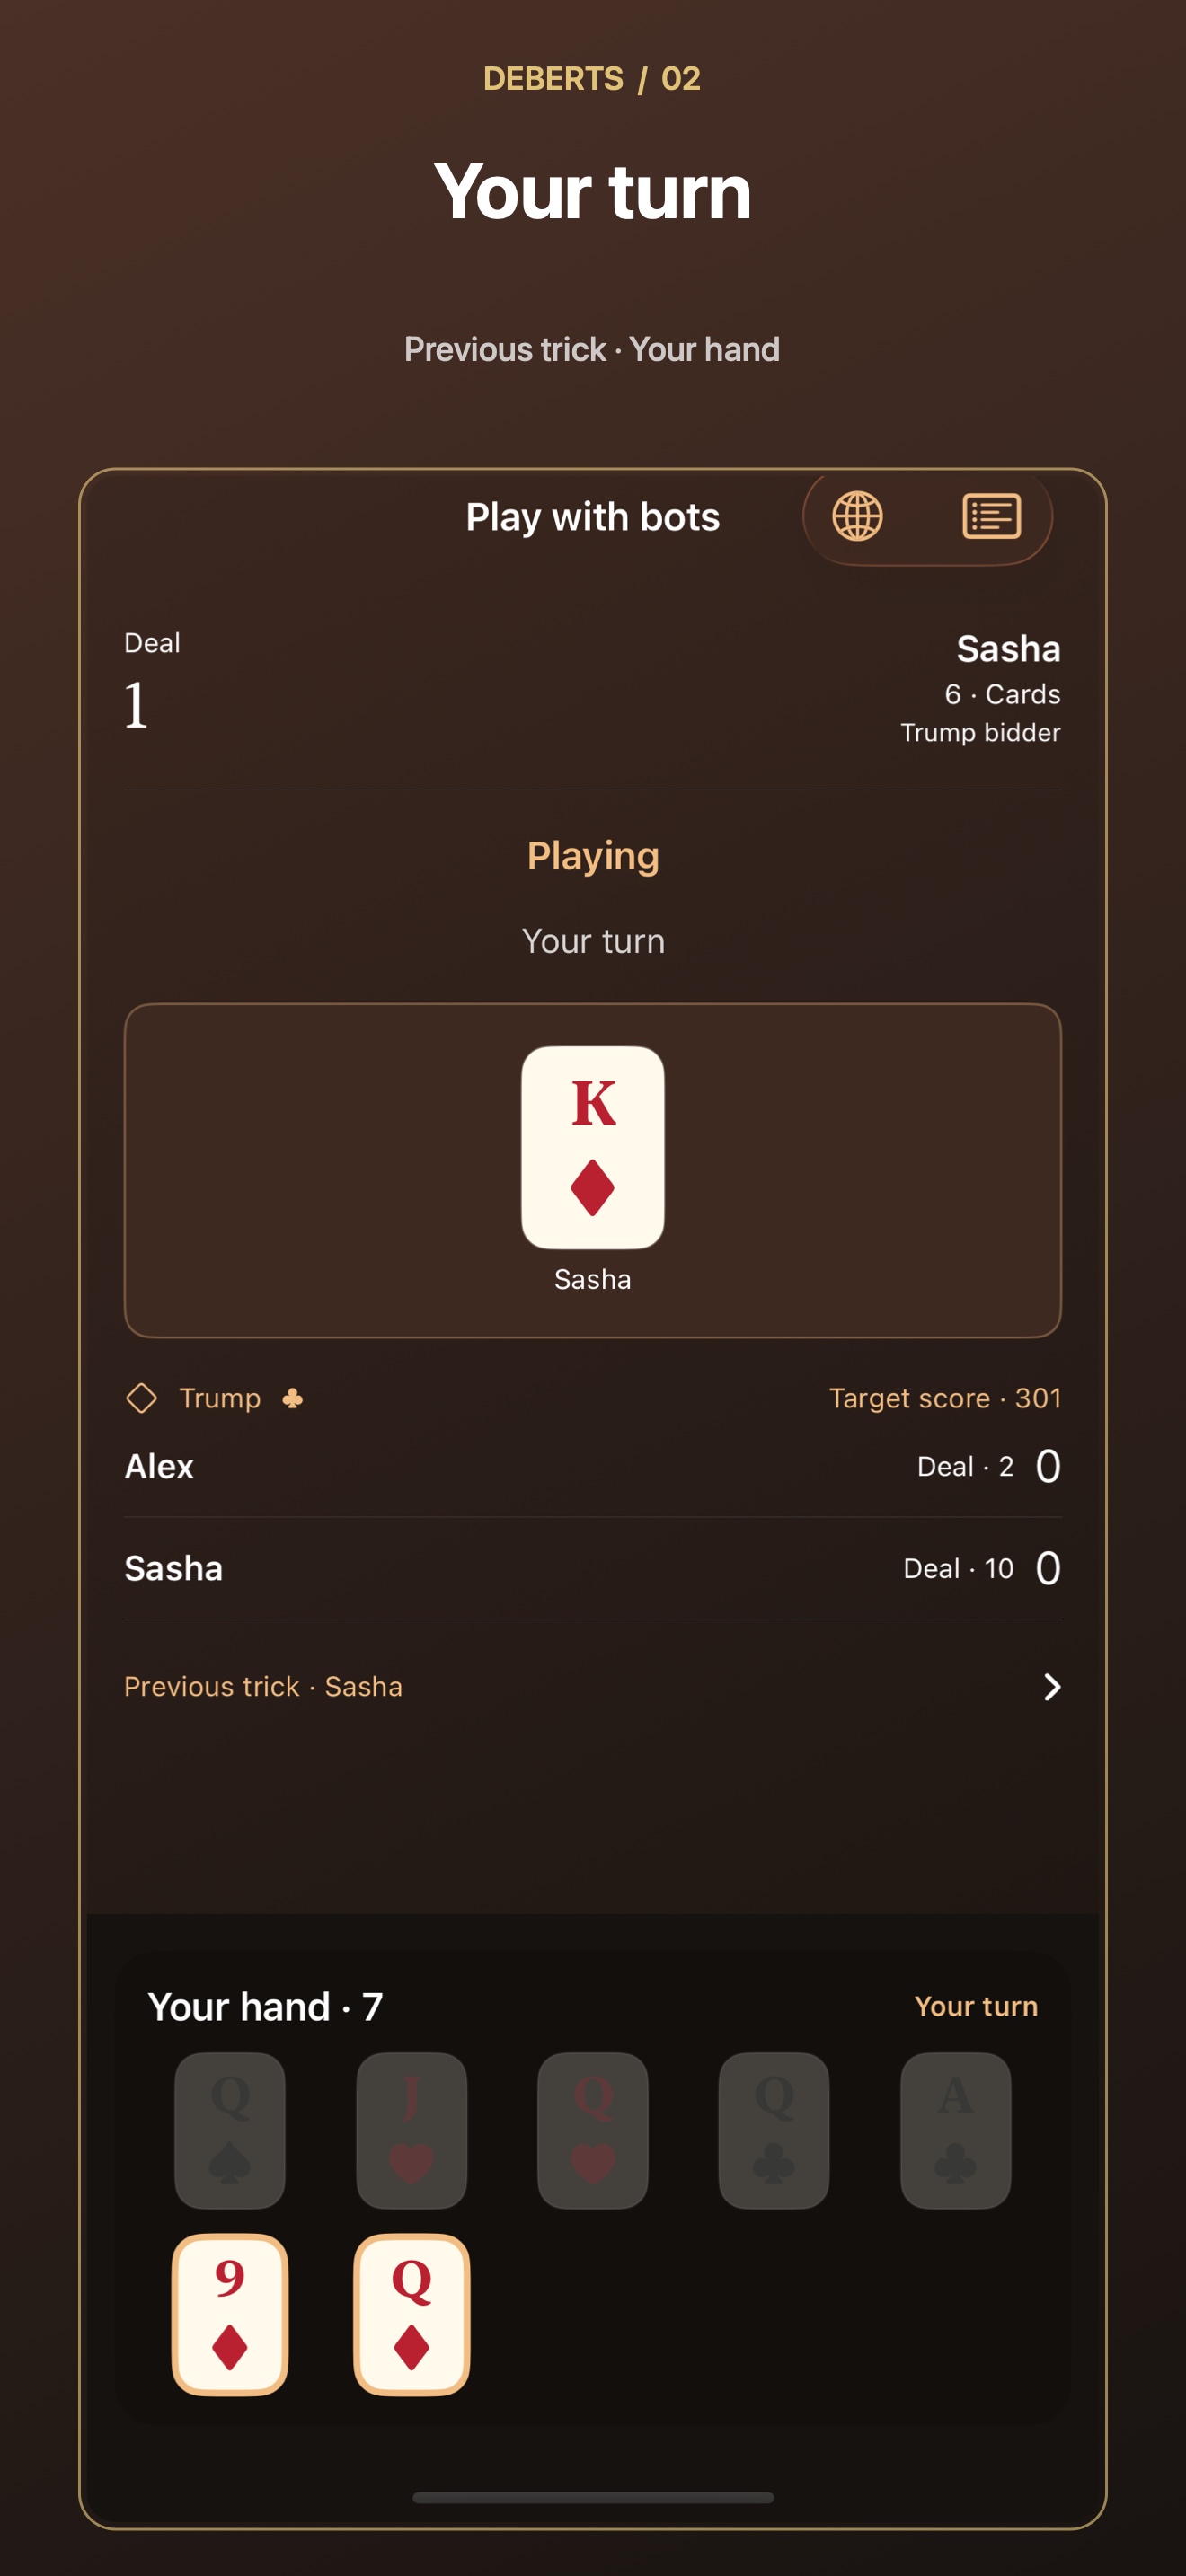 DEBERTS / 02
Your turn
Previous trick · Your hand
Play with bots
Deal
1
Sasha
6 · Cards
Trump bidder
Playing
Your turn
K
♦
Sasha
Trump ♣
Target score · 301
Alex
Deal · 2 0
Sasha
Deal · 10 0
Previous trick · Sasha
Your hand · 7
Your turn
Q J Q Q A
♠ ♥ ♥ ♣ ♣
9 Q
♦ ♦